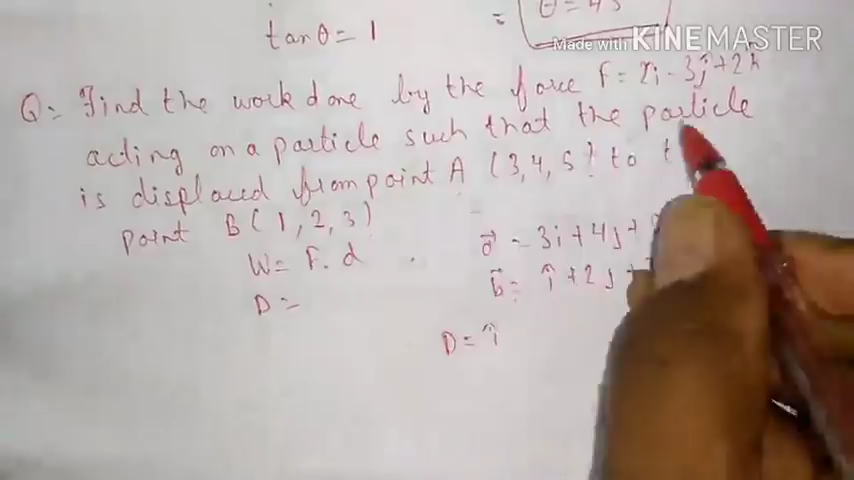 tanθ = 1
= θ = 45
Made with KINEMASTER
Q:- Find the work done by the force F = 2i - 3j + 2k
acting on a particle such that the particle
is displaced from point A (3, 4, 5) to
point B (1, 2, 3)
W = F. d
a = 3i + 4j +
b = i + 2j +
D =
D = i